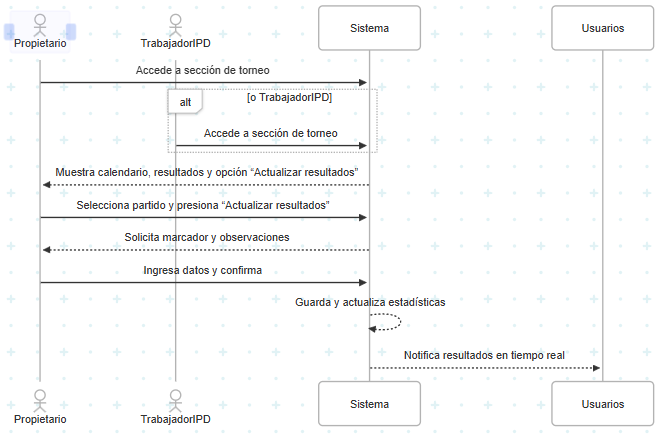 Propietario
TrabajadorIPD
Sistema
Usuarios
Accede a sección de torneo
alt
[o TrabajadorIPD]
Accede a sección de torneo
Muestra calendario, resultados y opción “Actualizar resultados”
Selecciona partido y presiona “Actualizar resultados”
Solicita marcador y observaciones
Ingresa datos y confirma
Guarda y actualiza estadísticas
Notifica resultados en tiempo real
Propietario
TrabajadorIPD
Sistema
Usuarios